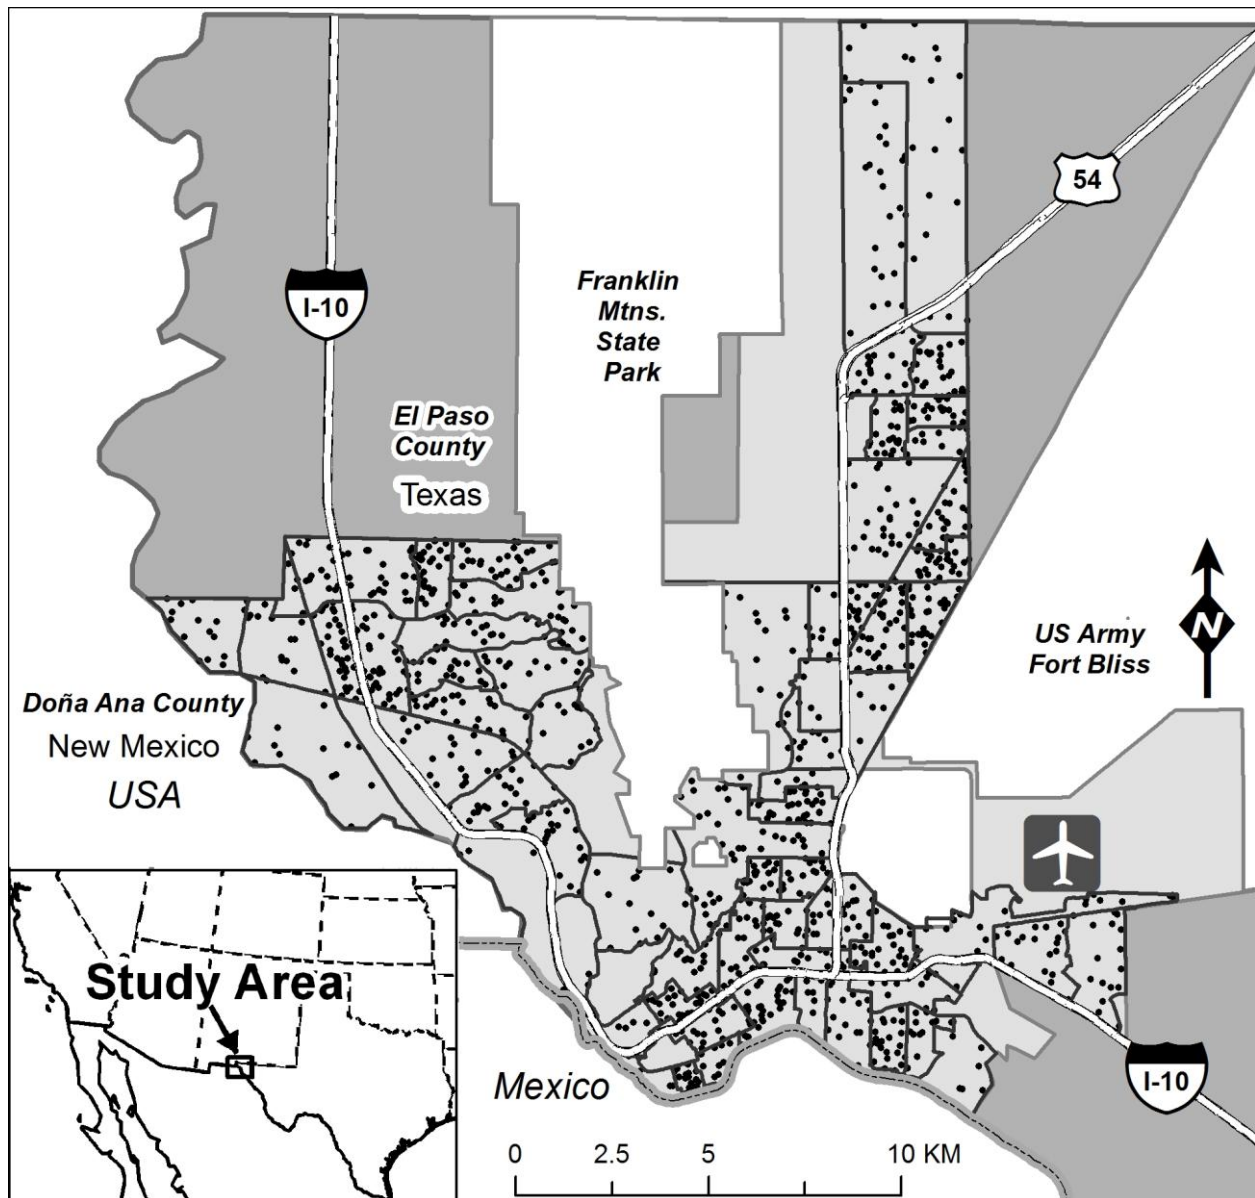 54
I-10
Franklin
Mtns.
State
Park
El Paso
County
Texas
US Army
Fort Bliss
N
Doña Ana County
New Mexico
USA
Study Area
Mexico
I-10
0 2.5 5 10 KM